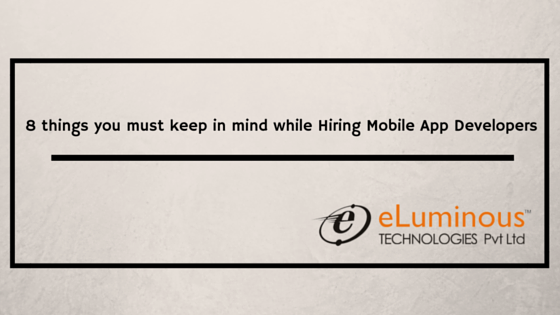 8 things you must keep in mind while Hiring Mobile App Developers
e
eLuminous™
TECHNOLOGIES Pvt Ltd